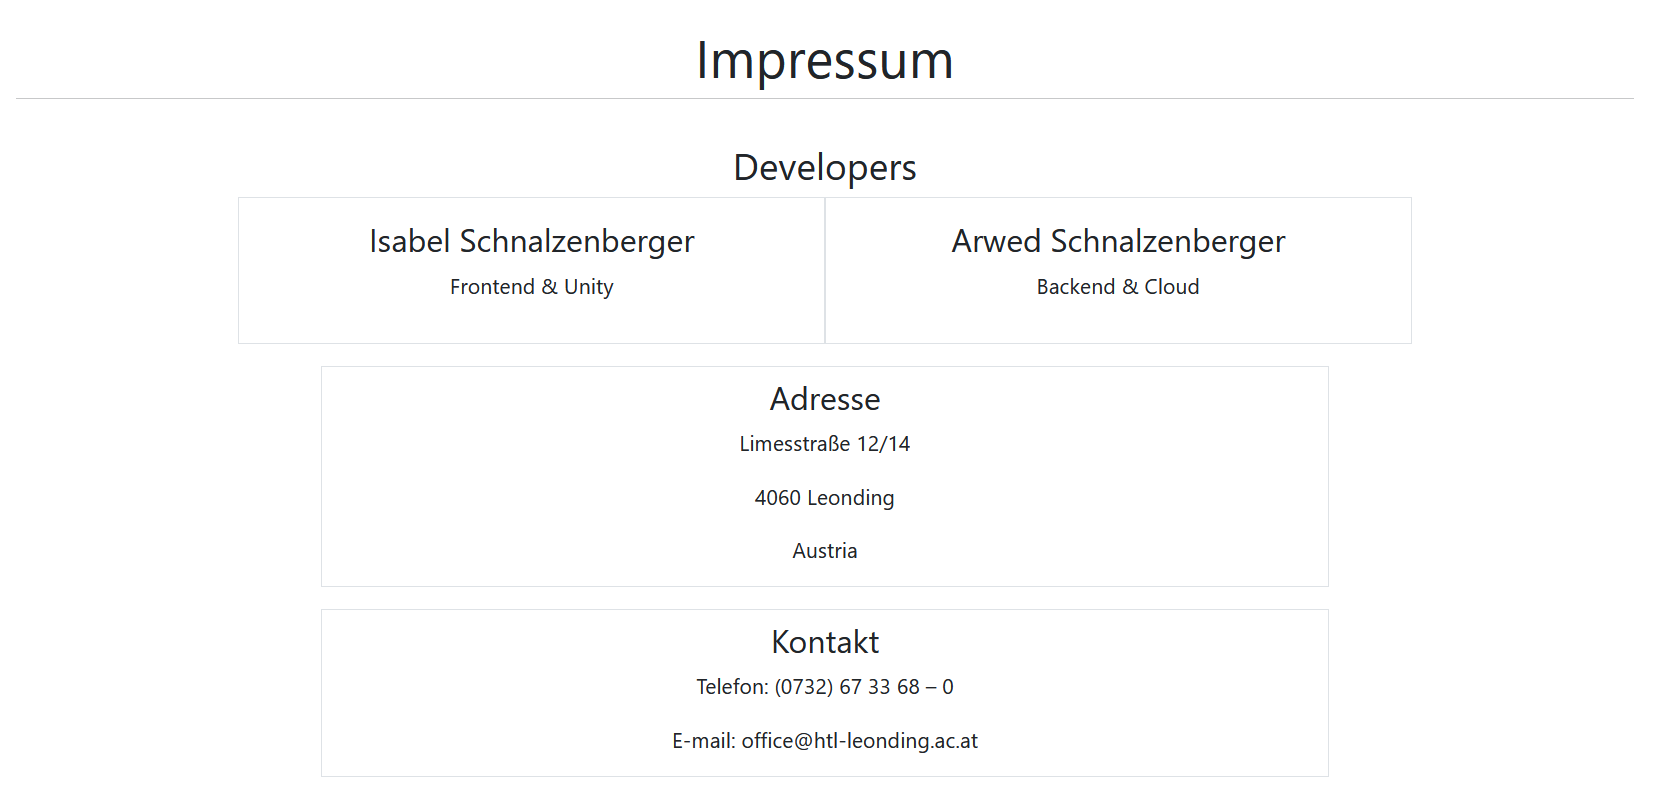 Impressum
Developers
Isabel Schnalzenberger
Frontend & Unity
Arwed Schnalzenberger
Backend & Cloud
Adresse
Limesstraße 12/14
4060 Leonding
Austria
Kontakt
Telefon: (0732) 67 33 68 – 0
E-mail: office@htl-leonding.ac.at